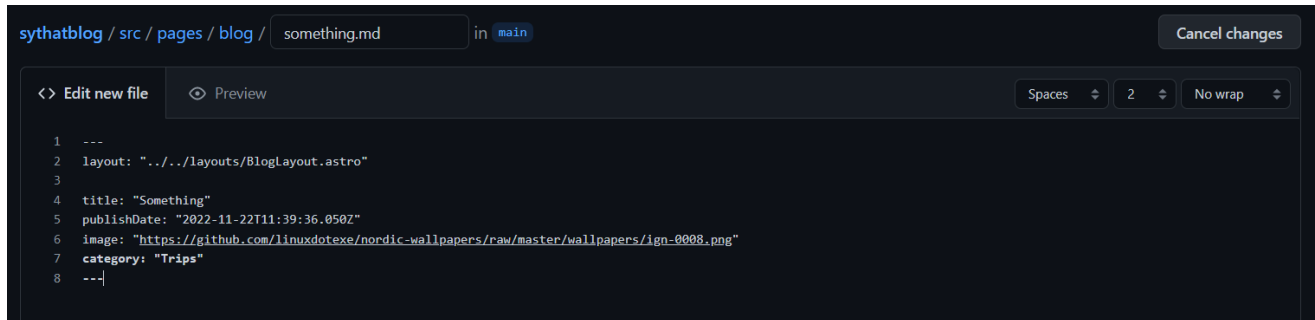 sythatblog / src / pages / blog / something.md in main Cancel changes
<> Edit new file Preview Spaces 2 No wrap
1 ---
2 layout: "../../layouts/BlogLayout.astro"
3
4 title: "Something"
5 publishDate: "2022-11-22T11:39:36.050Z"
6 image: "https://github.com/linuxdotexe/nordic-wallpapers/raw/master/wallpapers/ign-0008.png"
7 category: "Trips"
8 ---